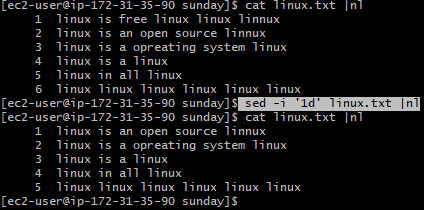 [ec2-user@ip-172-31-35-90 sunday]$ cat linux.txt |nl
1 linux is free linux linux linnux
2 linux is an open source linnux
3 linux is a opreating system linux
4 linux is a linux
5 linux in all linux
6 linux linux linux linux linux linux
[ec2-user@ip-172-31-35-90 sunday]$ sed -i '1d' linux.txt |nl
[ec2-user@ip-172-31-35-90 sunday]$ cat linux.txt |nl
1 linux is an open source linnux
2 linux is a opreating system linux
3 linux is a linux
4 linux in all linux
5 linux linux linux linux linux linux
[ec2-user@ip-172-31-35-90 sunday]$